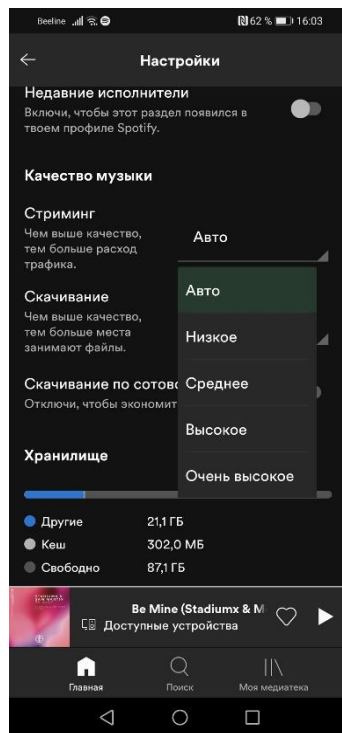 Beeline 62 % 16:03
Настройки
Недавние исполнители
Включи, чтобы этот раздел появился в
твоем профиле Spotify.
Качество музыки
Стриминг
Чем выше качество,
тем больше расход
трафика.
Авто
Скачивание
Чем выше качество,
тем больше места
занимают файлы.
Авто
Низкое
Среднее
Высокое
Очень высокое
Скачивание по сотово
Отключи, чтобы экономит
Хранилище
Другие 21,1 ГБ
Кеш 302,0 МБ
Свободно 87,1 ГБ
Be Mine (Stadiumx & M
Доступные устройства
Главная Поиск Моя медиатека